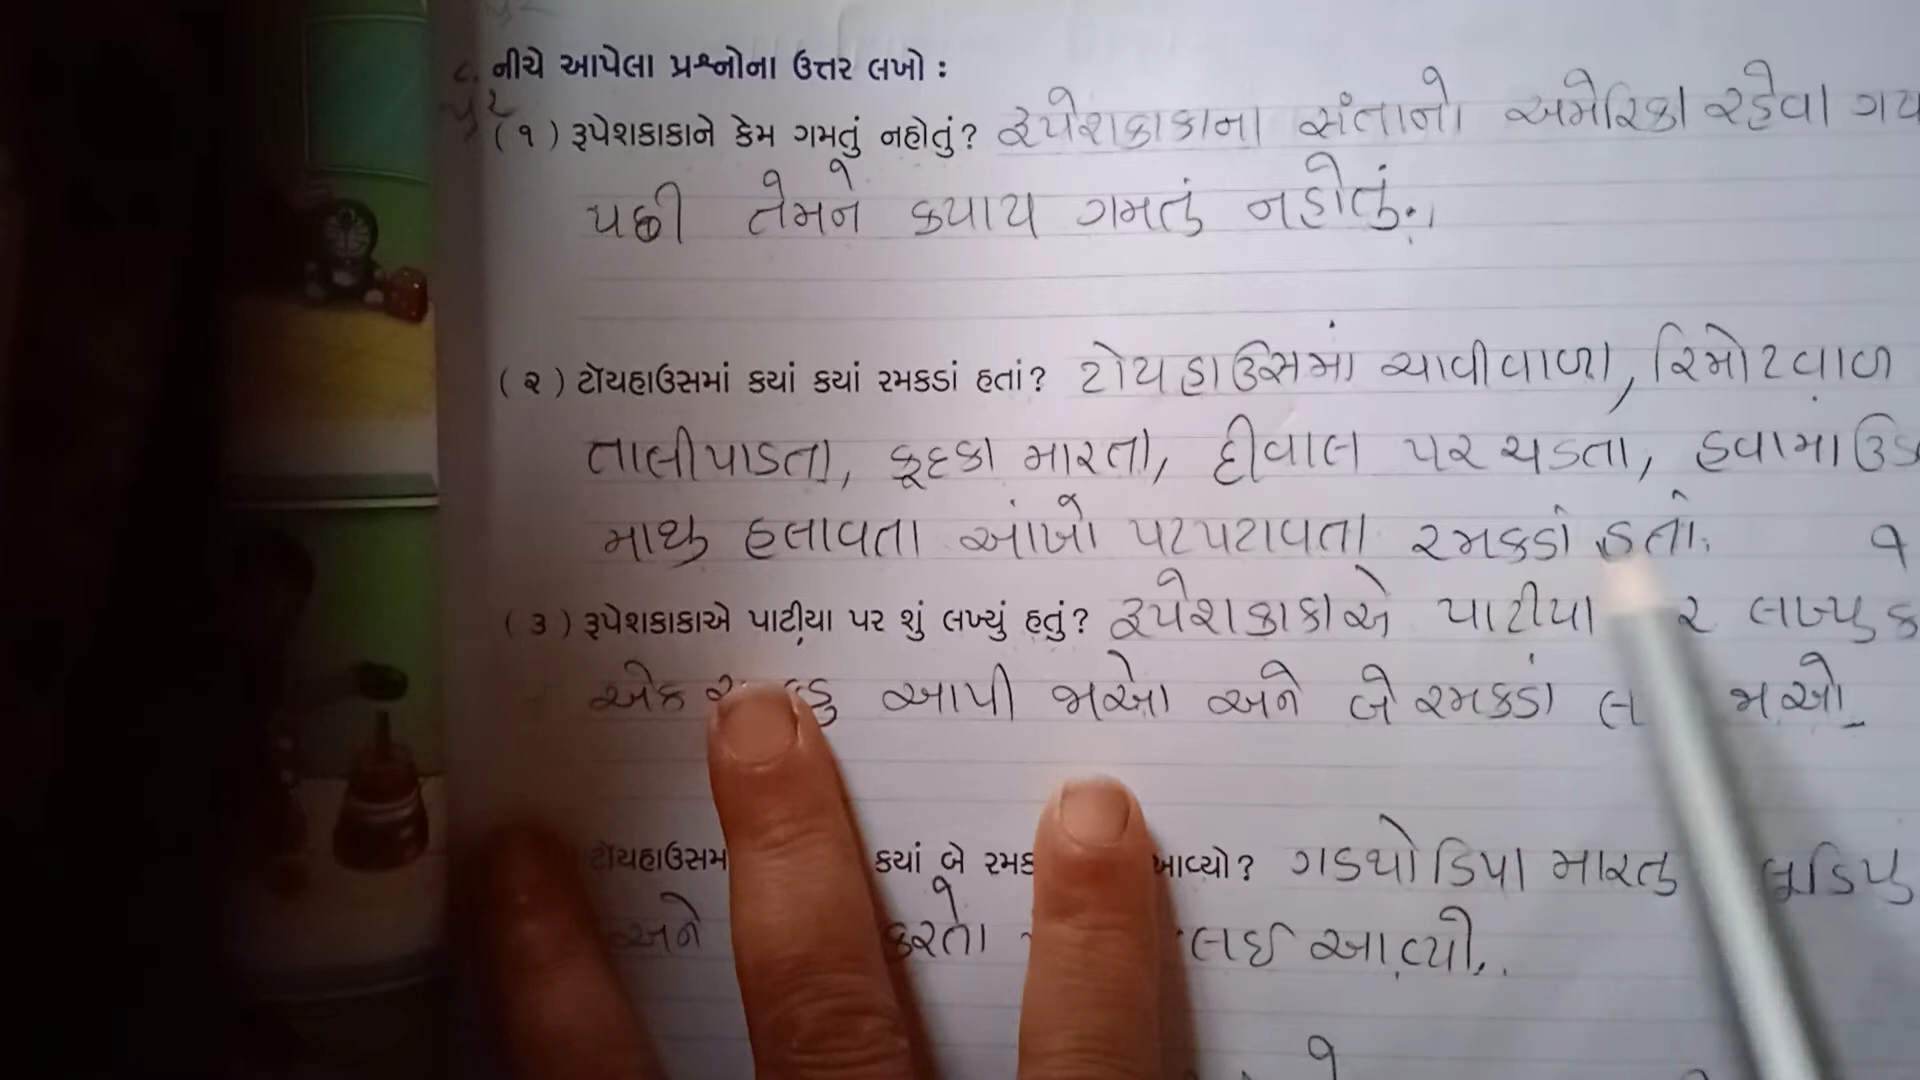 ૮. નીચે આપેલા પ્રશ્નોના ઉત્તર લખો :
(૧) રૂપેશકાકાને કેમ ગમતું નહોતું? રૂપેશકાકાના સંતાનો અમેરિકા રહેવા ગય
પછી તેમને કયાય ગમતું નહોતું.
(૨) ટૉયહાઉસમાં કયાં કયાં રમકડાં હતાં? ટોયહાઉસમાં ચાવીવાળા, રિમોટવાળ
તાલીપાડતા, કૂદકા મારતા, દીવાલ પર ચડતા, હવામા ઉડ
માથુ હલાવતા આંખો પટપટાવતા રમકડાં હતાં.
(૩) રૂપેશકાકાએ પાટીયા પર શું લખ્યું હતું? રૂપેશકાકાએ પાટીયા ર લખ્યુ ક
એક આપી જાઓ અને બે રમકડાં જાઓ
ટૉયહાઉસમ કયાં બે રમક આવ્યો? ગડથોડિયા મારતુ
અને કરતો લઈ આવ્યો.